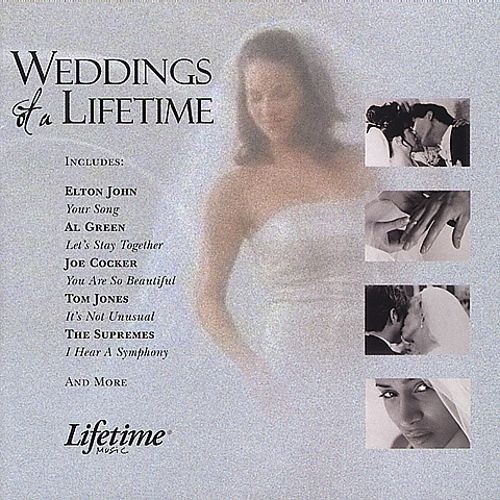 WEDDINGS
of a LIFETIME
INCLUDES:
ELTON JOHN
Your Song
AL GREEN
Let's Stay Together
JOE COCKER
You Are So Beautiful
TOM JONES
It's Not Unusual
THE SUPREMES
I Hear A Symphony
AND MORE
Lifetime®
MUSIC